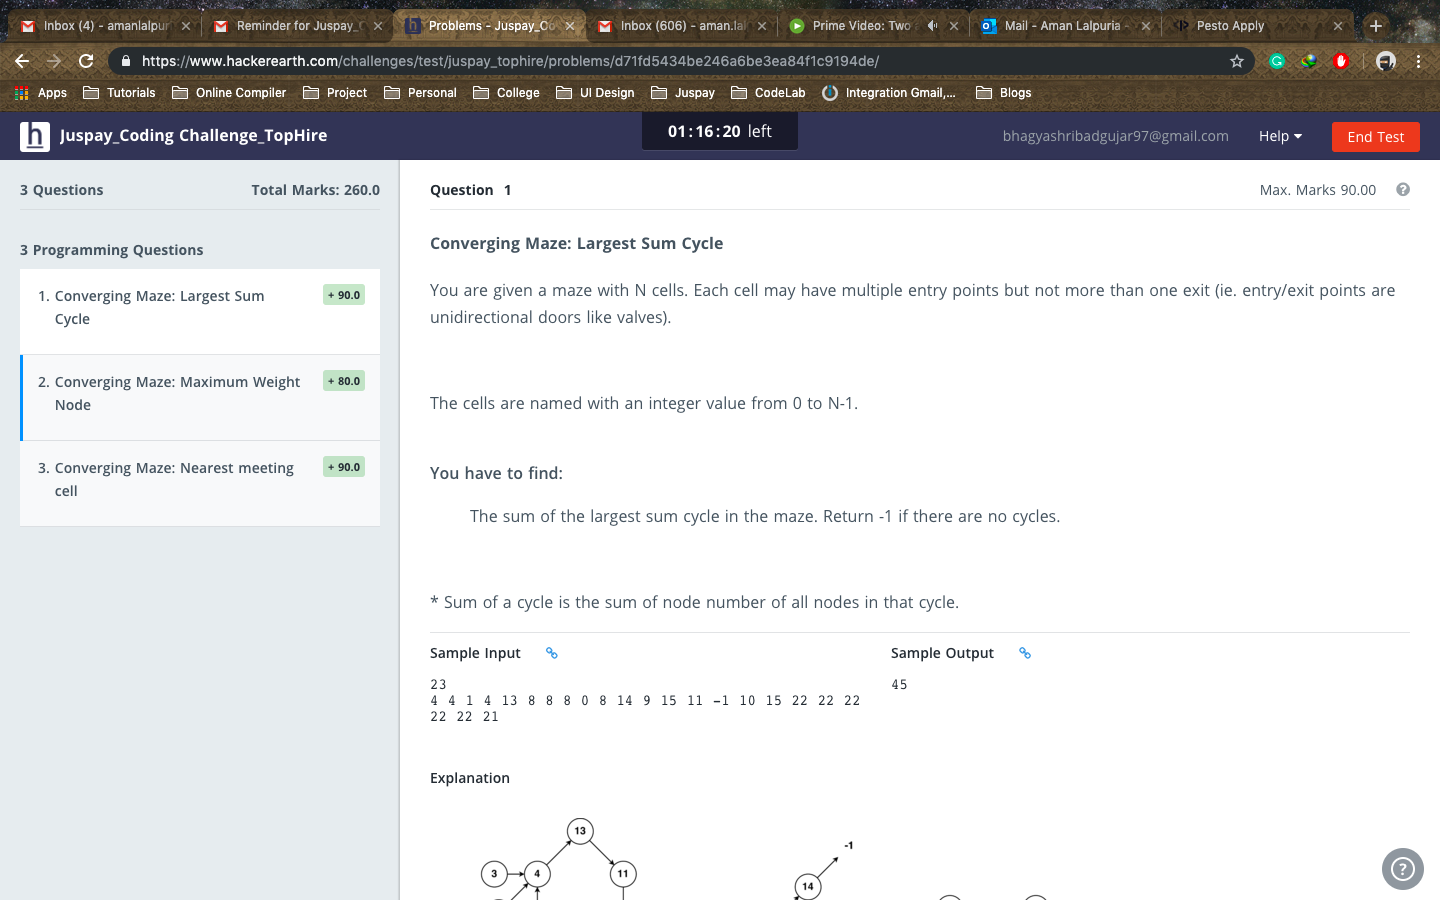 Inbox (4) - amanlalpur
Reminder for Juspay_C
Problems - Juspay_Co
Inbox (606) - aman.la
Prime Video: Two
Mail - Aman Lalpuria -
Pesto Apply
https://www.hackerearth.com/challenges/test/juspay_tophire/problems/d71fd5434be246a6be3ea84f1c9194de/
Apps
Tutorials
Online Compiler
Project
Personal
College
UI Design
Juspay
CodeLab
Integration Gmail,...
Blogs
h
Juspay_Coding Challenge_TopHire
01:16:20 left
bhagyashribadgujar97@gmail.com
Help
End Test
3 Questions
Total Marks: 260.0
3 Programming Questions
1. Converging Maze: Largest Sum
Cycle
+ 90.0
2. Converging Maze: Maximum Weight
Node
+ 80.0
3. Converging Maze: Nearest meeting
cell
+ 90.0
Question 1
Max. Marks 90.00
?
Converging Maze: Largest Sum Cycle
You are given a maze with N cells. Each cell may have multiple entry points but not more than one exit (ie. entry/exit points are
unidirectional doors like valves).
The cells are named with an integer value from 0 to N-1.
You have to find:
The sum of the largest sum cycle in the maze. Return -1 if there are no cycles.
* Sum of a cycle is the sum of node number of all nodes in that cycle.
Sample Input
23
4 4 1 4 13 8 8 8 0 8 14 9 15 11 -1 10 15 22 22 22
22 22 21
Sample Output
45
Explanation
13
3
4
11
-1
14
?